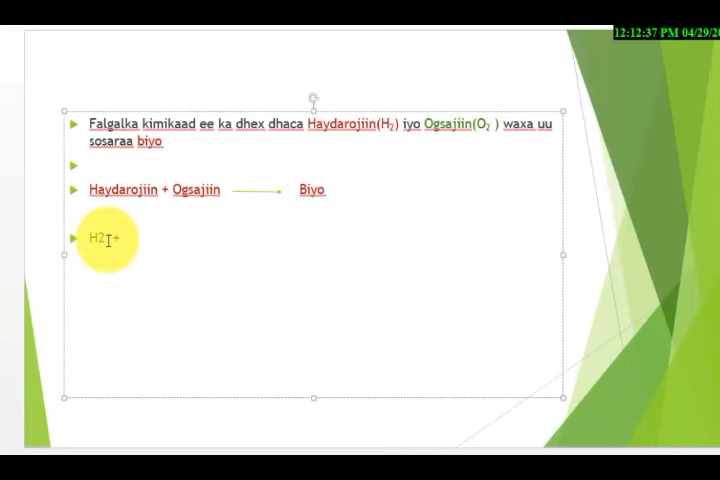 12:12:37 PM 04/29/20
Falgalka kimikaad ee ka dhex dhaca Haydarojiin(H₂) iyo Ogsajiin(O₂ ) waxa uu
sosaraa biyo
Haydarojiin + Ogsajiin ⟶ Biyo
H2 +